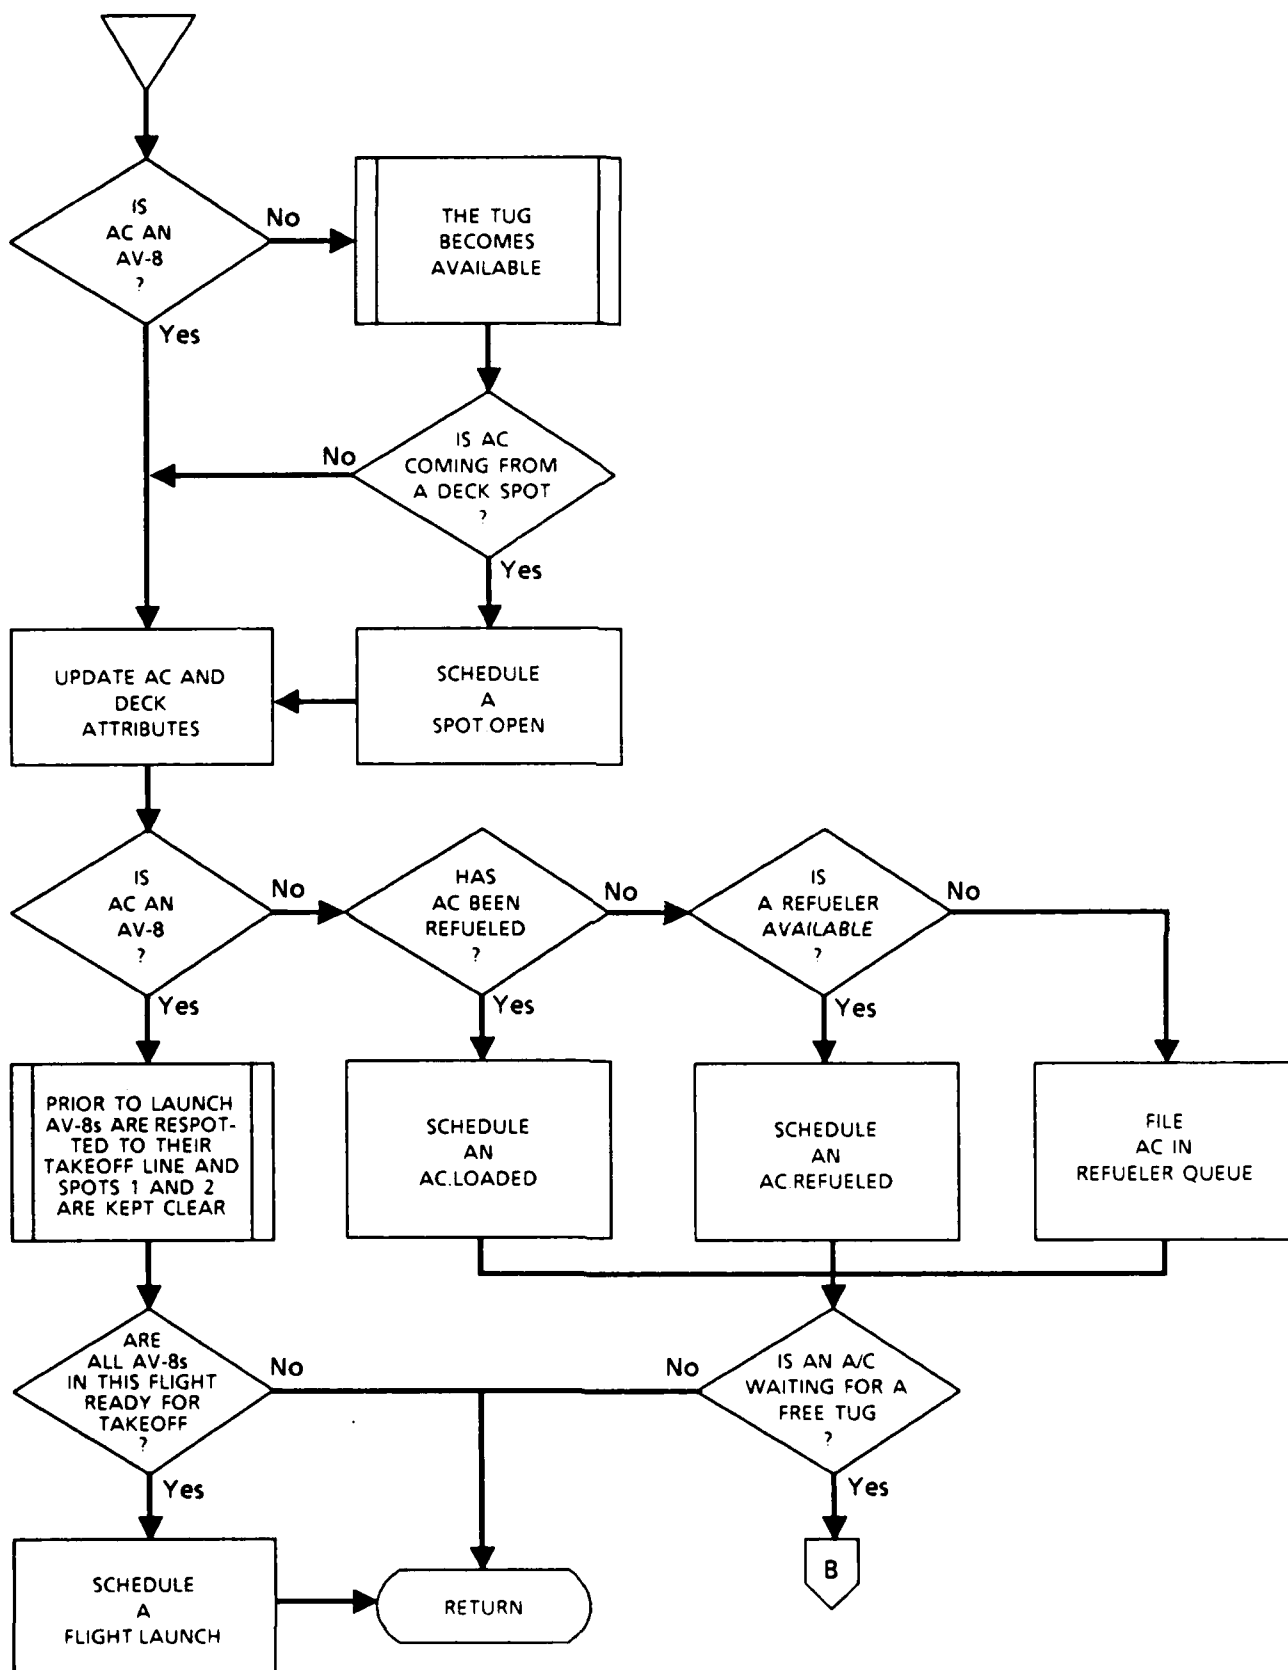 IS
AC AN
AV-8
?
No
Yes
THE TUG
BECOMES
AVAILABLE
IS AC
COMING FROM
A DECK SPOT
?
No
Yes
UPDATE AC AND
DECK
ATTRIBUTES
SCHEDULE
A
SPOT.OPEN
IS
AC AN
AV-8
?
No
Yes
HAS
AC BEEN
REFUELED
?
No
Yes
IS
A REFUELER
AVAILABLE
?
No
Yes
PRIOR TO LAUNCH
AV-8s ARE RESPOT-
TED TO THEIR
TAKEOFF LINE AND
SPOTS 1 AND 2
ARE KEPT CLEAR
SCHEDULE
AN
AC.LOADED
SCHEDULE
AN
AC.REFUELED
FILE
AC IN
REFUELER QUEUE
ARE
ALL AV-8s
IN THIS FLIGHT
READY FOR
TAKEOFF
?
No
Yes
No
IS AN A/C
WAITING FOR A
FREE TUG
?
Yes
SCHEDULE
A
FLIGHT LAUNCH
RETURN
B